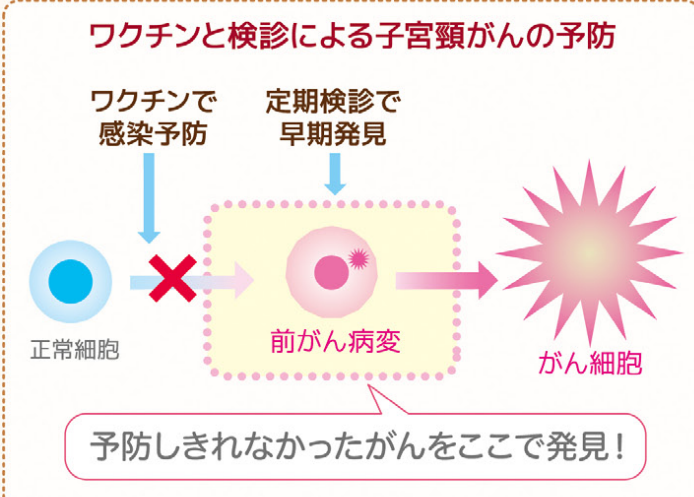 ワクチンと検診による子宮頸がんの予防
ワクチンで
感染予防
定期検診で
早期発見
正常細胞
前がん病変
がん細胞
予防しきれなかったがんをここで発見！